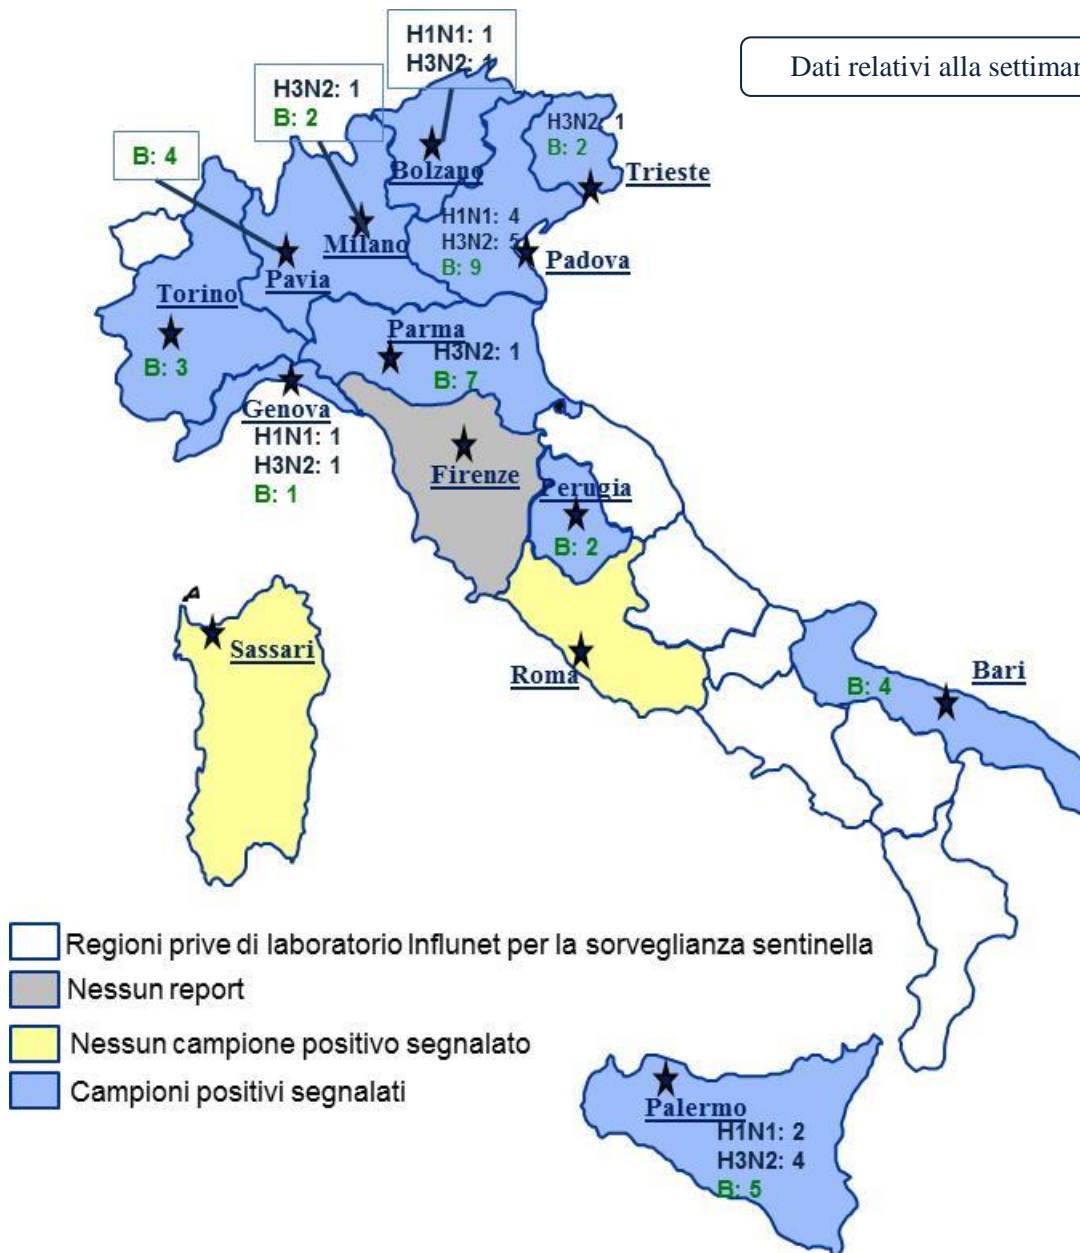 H1N1: 1
H3N2: 1
Dati relativi alla
H3N2: 1
B: 2
H3N2: 1
B: 2
B: 4
Bolzano
Trieste
H1N1: 4
H3N2: 5
B: 9
Milano
Padova
Pavia
Torino
Parma
H3N2: 1
B: 3
B: 7
Genova
H1N1: 1
H3N2: 1
B: 1
Firenze
Perugia
B: 2
Sassari
Roma
Bari
B: 4
Regioni prive di laboratorio Influnet per la sorveglianza sentinella
Nessun report
Nessun campione positivo segnalato
Campioni positivi segnalati
Palermo
H1N1: 2
H3N2: 4
B: 5